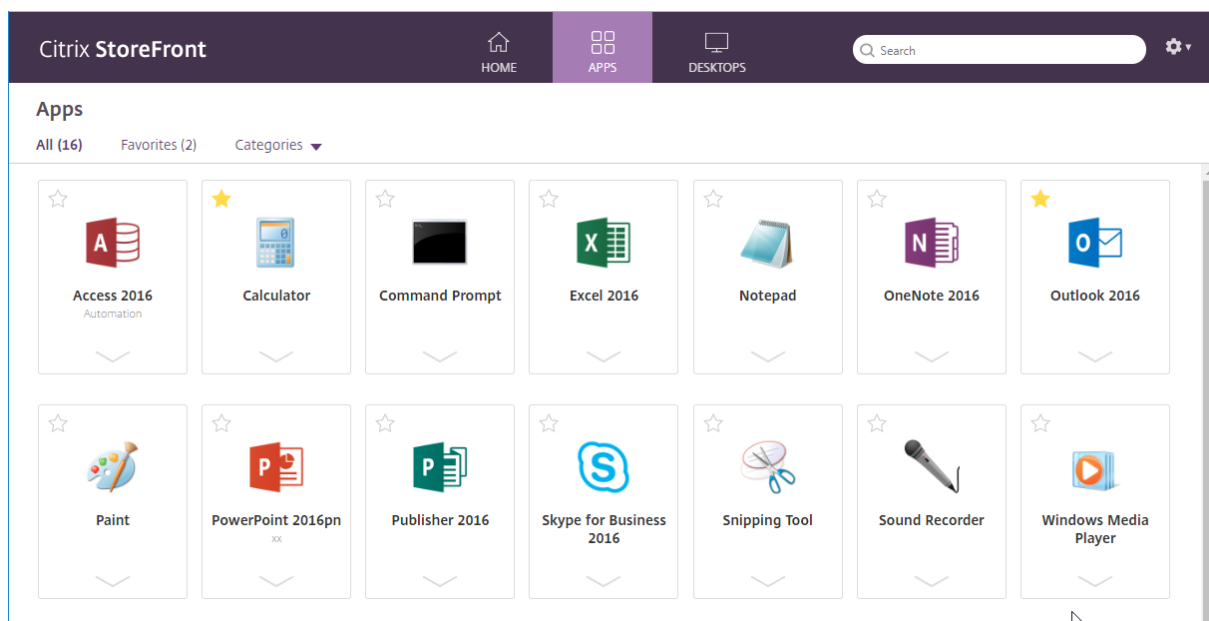 Citrix StoreFront
HOME
APPS
DESKTOPS
Search
Apps
All (16) Favorites (2) Categories
Access 2016
Automation
Calculator
Command Prompt
Excel 2016
Notepad
OneNote 2016
Outlook 2016
Paint
PowerPoint 2016pn
xx
Publisher 2016
Skype for Business
2016
Snipping Tool
Sound Recorder
Windows Media
Player